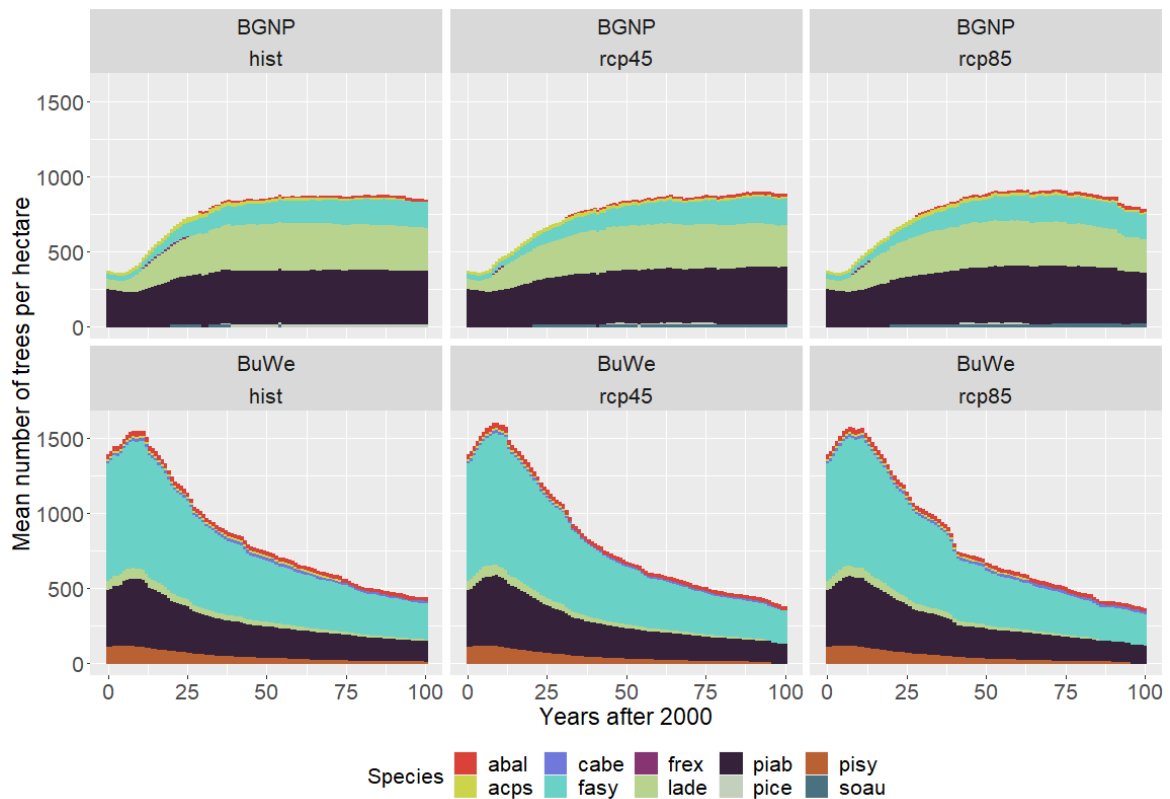 BGNP BGNP BGNP
hist rcp45 rcp85
1500
1000
500
0
BuWe BuWe BuWe
hist rcp45 rcp85
1500
1000
500
0
Mean number of trees per hectare
0 25 50 75 100 0 25 50 75 100 0 25 50 75 100
Years after 2000
Species
abal cabe frex piab pisy
acps fasy lade pice soau